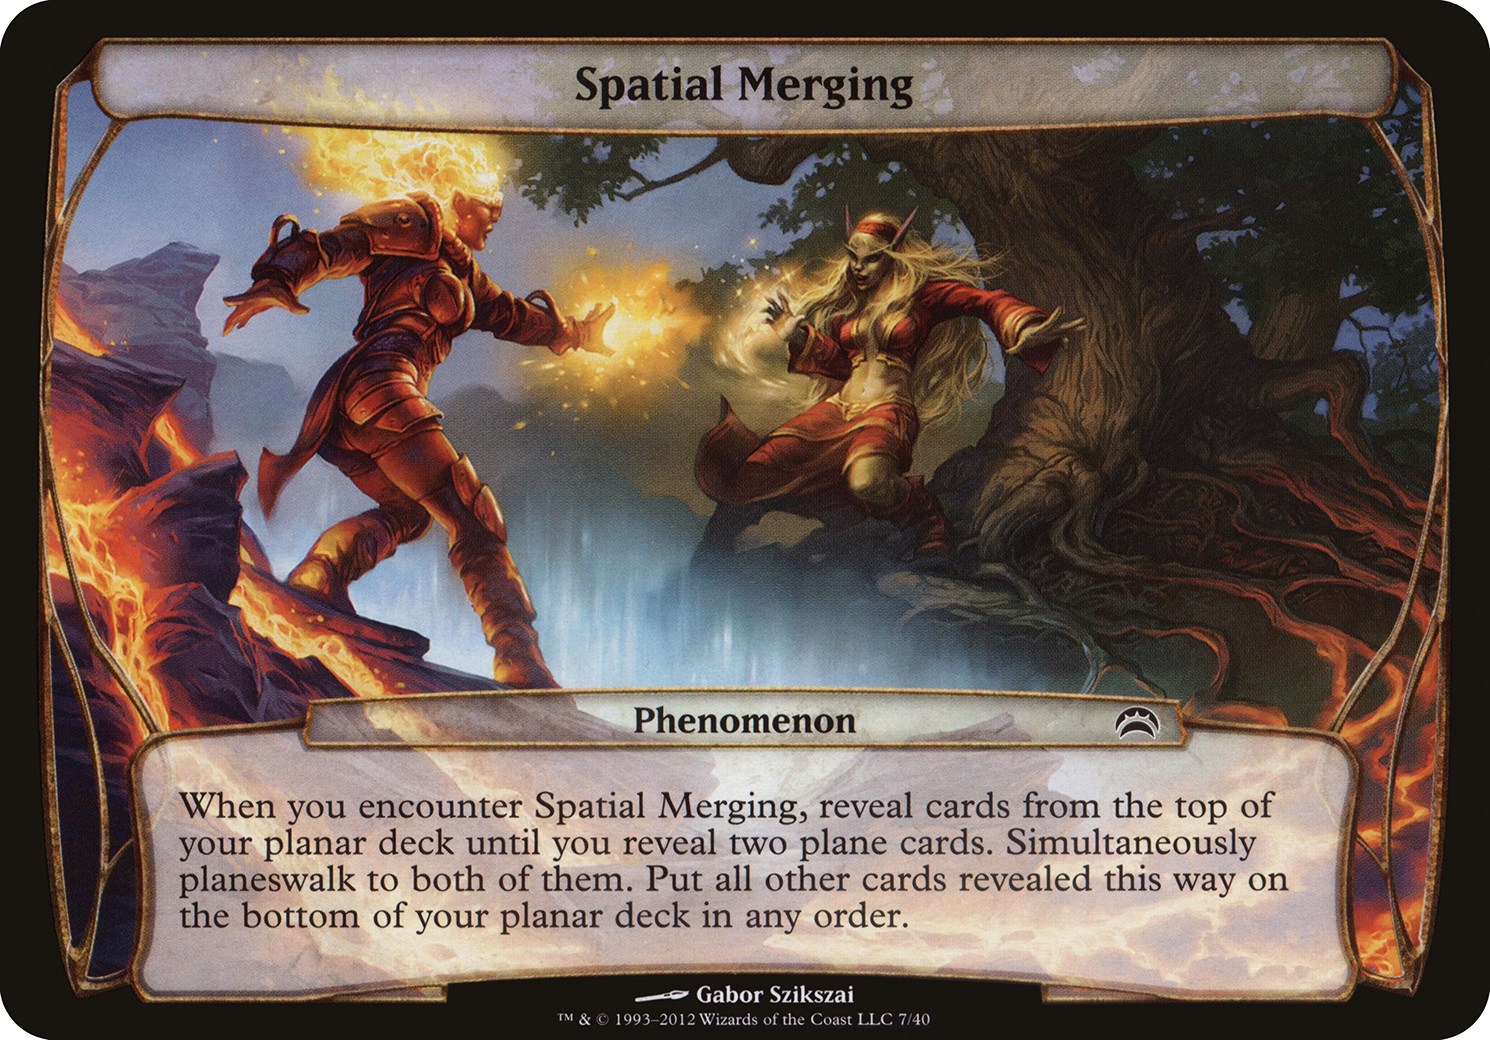 Spatial Merging
Phenomenon
When you encounter Spatial Merging, reveal cards from the top of
your planar deck until you reveal two plane cards. Simultaneously
planeswalk to both of them. Put all other cards revealed this way on
the bottom of your planar deck in any order.
Gabor Szikszai
™ & © 1993–2012 Wizards of the Coast LLC 7/40